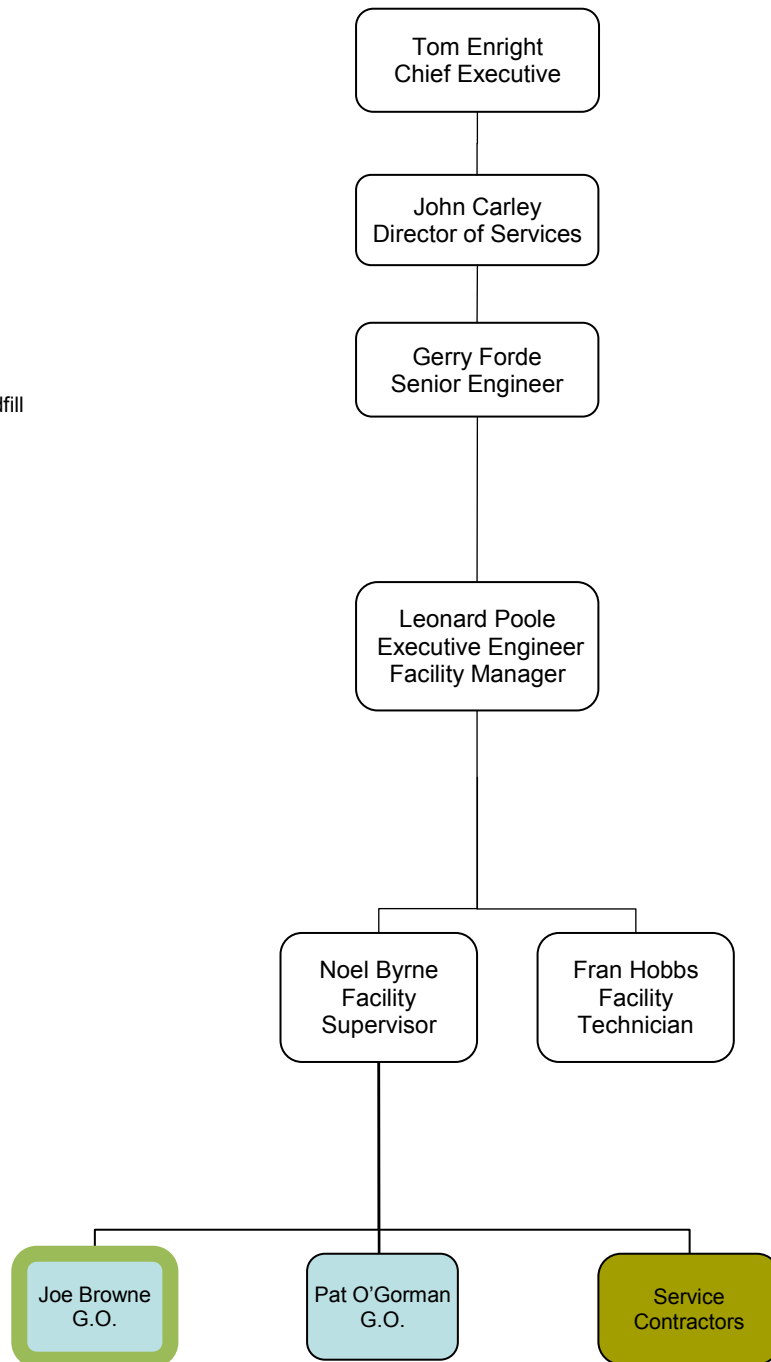 Tom Enright
Chief Executive
John Carley
Director of Services
Gerry Forde
Senior Engineer
Leonard Poole
Executive Engineer
Facility Manager
Noel Byrne
Facility
Supervisor
Fran Hobbs
Facility
Technician
Joe Browne
G.O.
Pat O'Gorman
G.O.
Service
Contractors